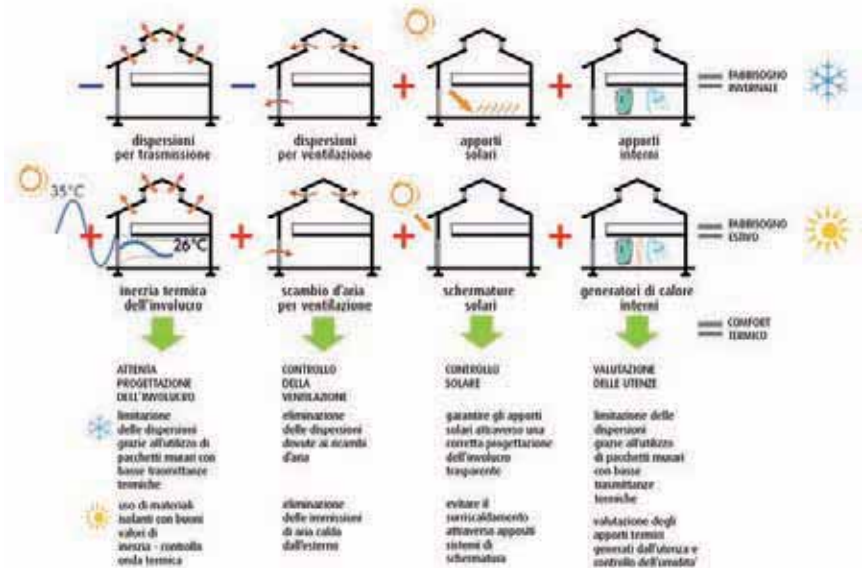 −
−
+
+
= FABBISOGNO
INVERNALE
dispersioni
per trasmissione
dispersioni
per ventilazione
apporti
solari
apporti
interni
35°C
+
26°C
+
+
+
= FABBISOGNO
ESTIVO
inerzia termica
dell'involucro
scambio d'aria
per ventilazione
schermature
solari
generatori di calore
interni
= COMFORT
TERMICO
ATTENTA
PROGETTAZIONE
DELL'INVOLUCRO
CONTROLLO
DELLA
VENTILAZIONE
CONTROLLO
SOLARE
VALUTAZIONE
DELLE UTENZE
limitazione
delle dispersioni
grazie all'utilizzo di
pacchetti murari con
basse trasmittanze
termiche
eliminazione
delle dispersioni
dovute ai ricambi
d'aria
garantire gli apporti
solari attraverso una
corretta progettazione
dell'involucro
trasparente
limitazione delle
dispersioni
grazie all'utilizzo
di pacchetti murari
con basse
trasmittanze
termiche
uso di materiali
isolanti con buoni
valori di
inerzia - controllo
onda termica
eliminazione
delle immissioni
di aria calda
dall'esterno
evitare il
surriscaldamento
attraverso appositi
sistemi di
schermatura
valutazione degli
apporti termici
generati dall'utenza e
controllo dell'umidita'